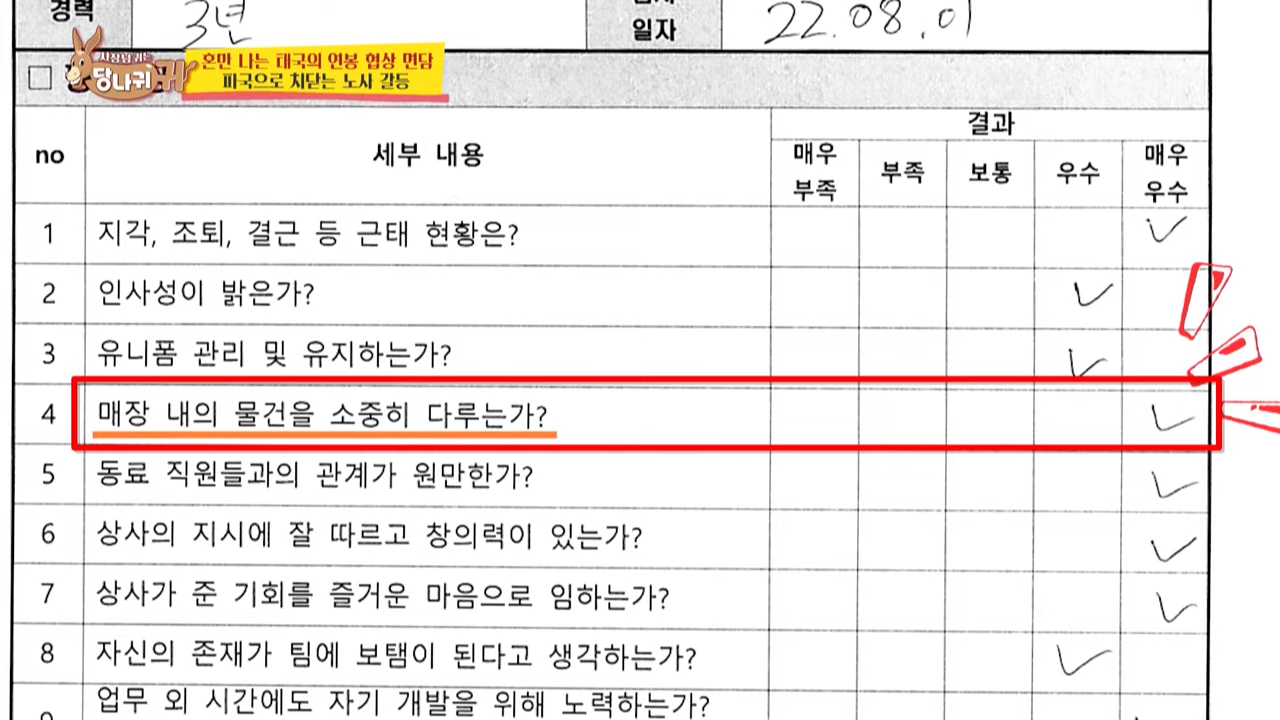 경력 3년 일자 22.08.01
사장님 귀는
당나귀 귀
혼만 나는 태국의 연봉 협상 면담
파국으로 치닫는 노사 갈등
no 세부 내용 결과
매우 부족 부족 보통 우수 매우 우수
1 지각, 조퇴, 결근 등 근태 현황은?
2 인사성이 밝은가?
3 유니폼 관리 및 유지하는가?
4 매장 내의 물건을 소중히 다루는가?
5 동료 직원들과의 관계가 원만한가?
6 상사의 지시에 잘 따르고 창의력이 있는가?
7 상사가 준 기회를 즐거운 마음으로 임하는가?
8 자신의 존재가 팀에 보탬이 된다고 생각하는가?
업무 외 시간에도 자기 개발을 위해 노력하는가?